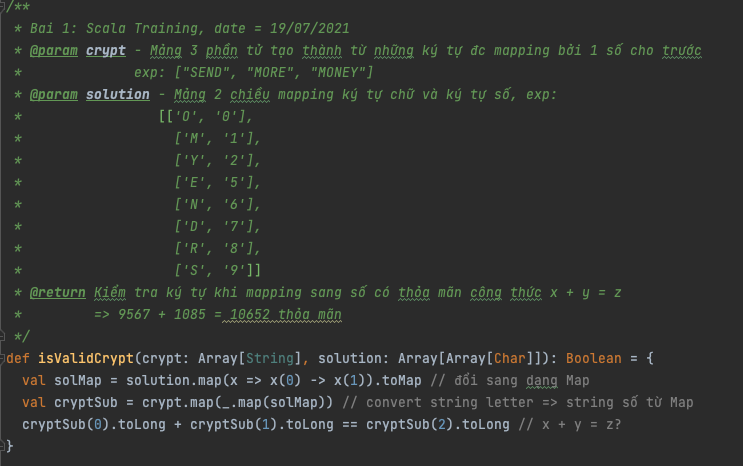 /**
 * Bai 1: Scala Training, date = 19/07/2021
 * @param crypt - Mảng 3 phần tử tạo thành từ những ký tự đc mapping bởi 1 số cho trước
 *              exp: ["SEND", "MORE", "MONEY"]
 * @param solution - Mảng 2 chiều mapping ký tự chữ và ký tự số, exp:
 *                 [['O', '0'],
 *                   ['M', '1'],
 *                   ['Y', '2'],
 *                   ['E', '5'],
 *                   ['N', '6'],
 *                   ['D', '7'],
 *                   ['R', '8'],
 *                   ['S', '9']]
 * @return Kiểm tra ký tự khi mapping sang số có thỏa mãn công thức x + y = z
 *         => 9567 + 1085 = 10652 thỏa mãn
 */
def isValidCrypt(crypt: Array[String], solution: Array[Array[Char]]): Boolean = {
  val solMap = solution.map(x => x(0) -> x(1)).toMap // đổi sang dạng Map
  val cryptSub = crypt.map(_.map(solMap)) // convert string letter => string số từ Map
  cryptSub(0).toLong + cryptSub(1).toLong == cryptSub(2).toLong // x + y = z?
}